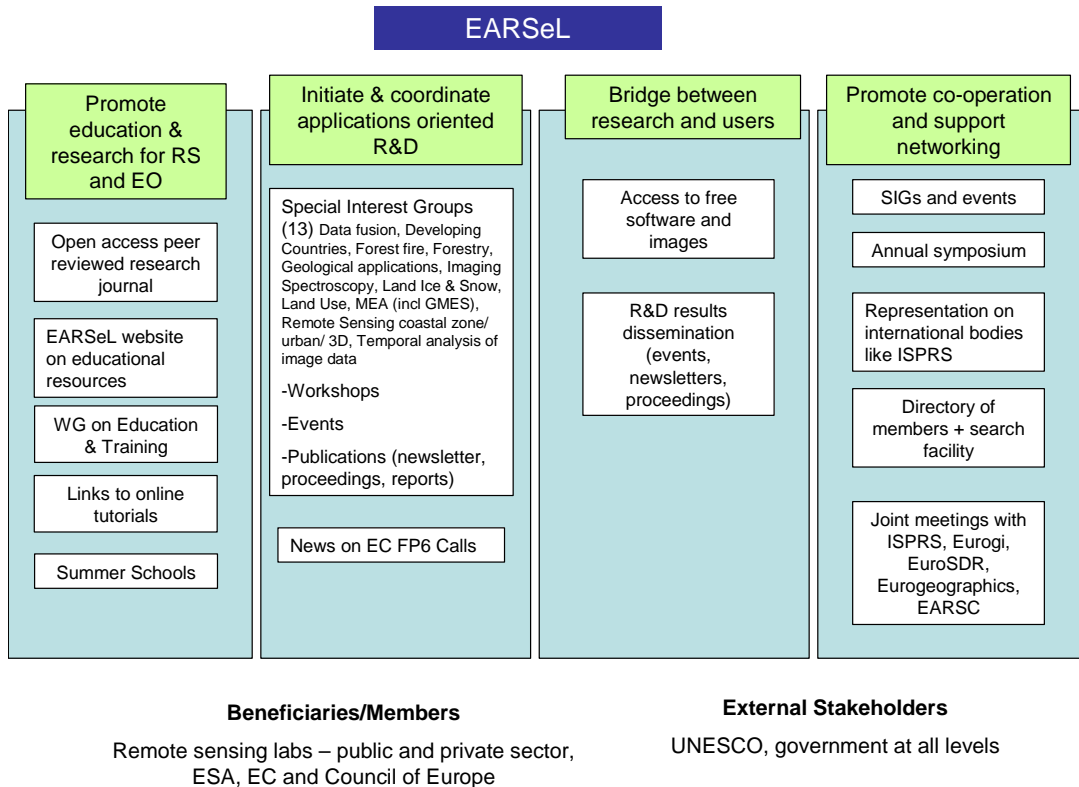 EARSeL
Promote
education &
research for RS
and EO
Open access peer
reviewed research
journal
EARSeL website
on educational
resources
WG on Education
& Training
Links to online
tutorials
Summer Schools
Initiate & coordinate
applications oriented
R&D
Special Interest Groups
(13) Data fusion, Developing
Countries, Forest fire, Forestry,
Geological applications, Imaging
Spectroscopy, Land Ice & Snow,
Land Use, MEA (incl GMES),
Remote Sensing coastal zone/
urban/ 3D, Temporal analysis of
image data
-Workshops
-Events
-Publications (newsletter,
proceedings, reports)
News on EC FP6 Calls
Bridge between
research and users
Access to free
software and
images
R&D results
dissemination
(events,
newsletters,
proceedings)
Promote co-operation
and support
networking
SIGs and events
Annual symposium
Representation on
international bodies
like ISPRS
Directory of
members + search
facility
Joint meetings with
ISPRS, Eurogi,
EuroSDR,
Eurogeographics,
EARSC
Beneficiaries/Members
Remote sensing labs – public and private sector,
ESA, EC and Council of Europe
External Stakeholders
UNESCO, government at all levels